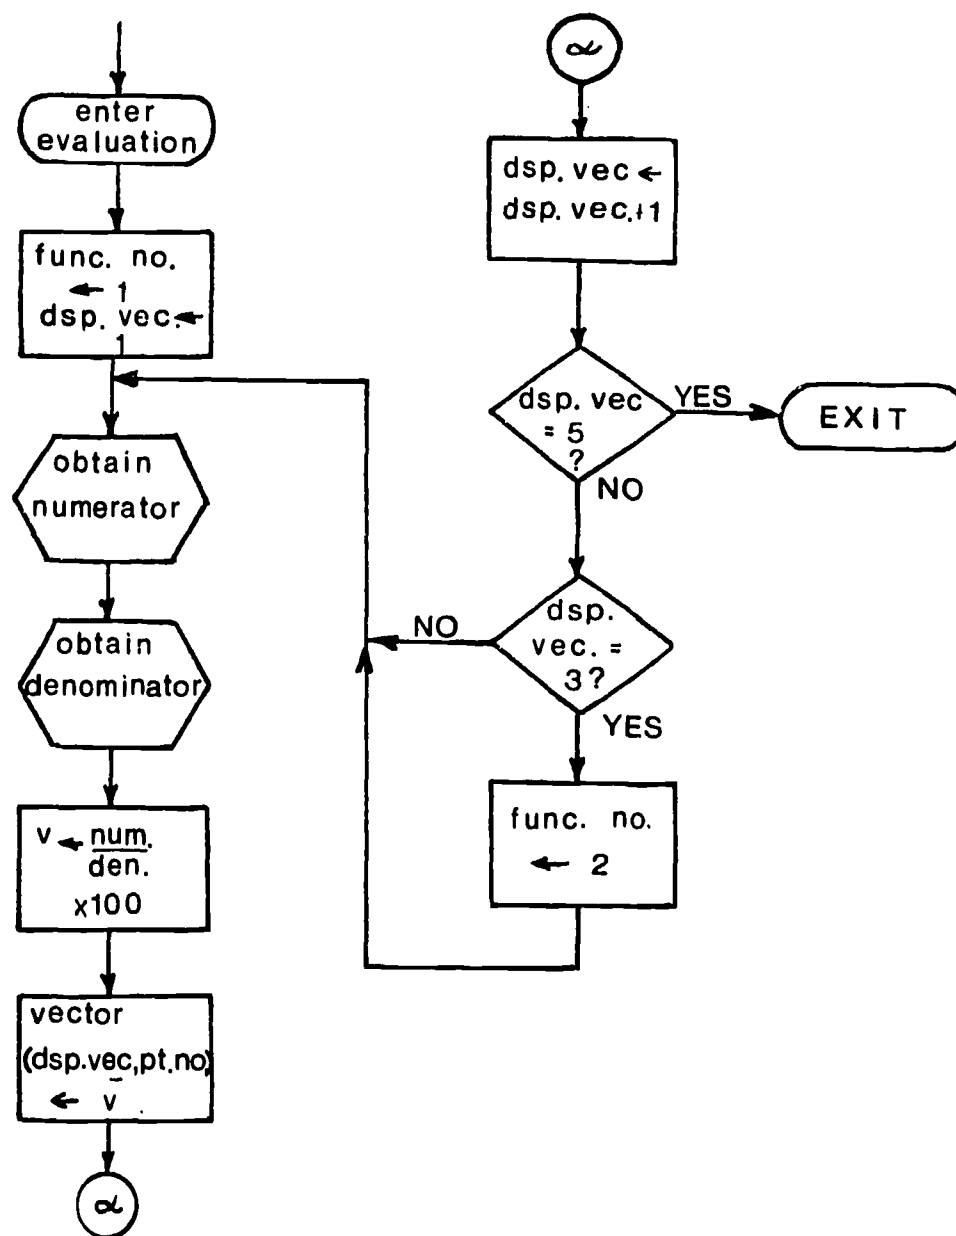 enter
evaluation
func. no.
← 1
dsp. vec. ←
1
obtain
numerator
obtain
denominator
v ← num.
den.
x100
vector
(dsp.vec,pt.no)
← v̄
α
α
dsp. vec ←
dsp. vec.+1
dsp. vec
= 5
?
YES
EXIT
NO
dsp.
vec. =
3?
NO
YES
func. no.
← 2